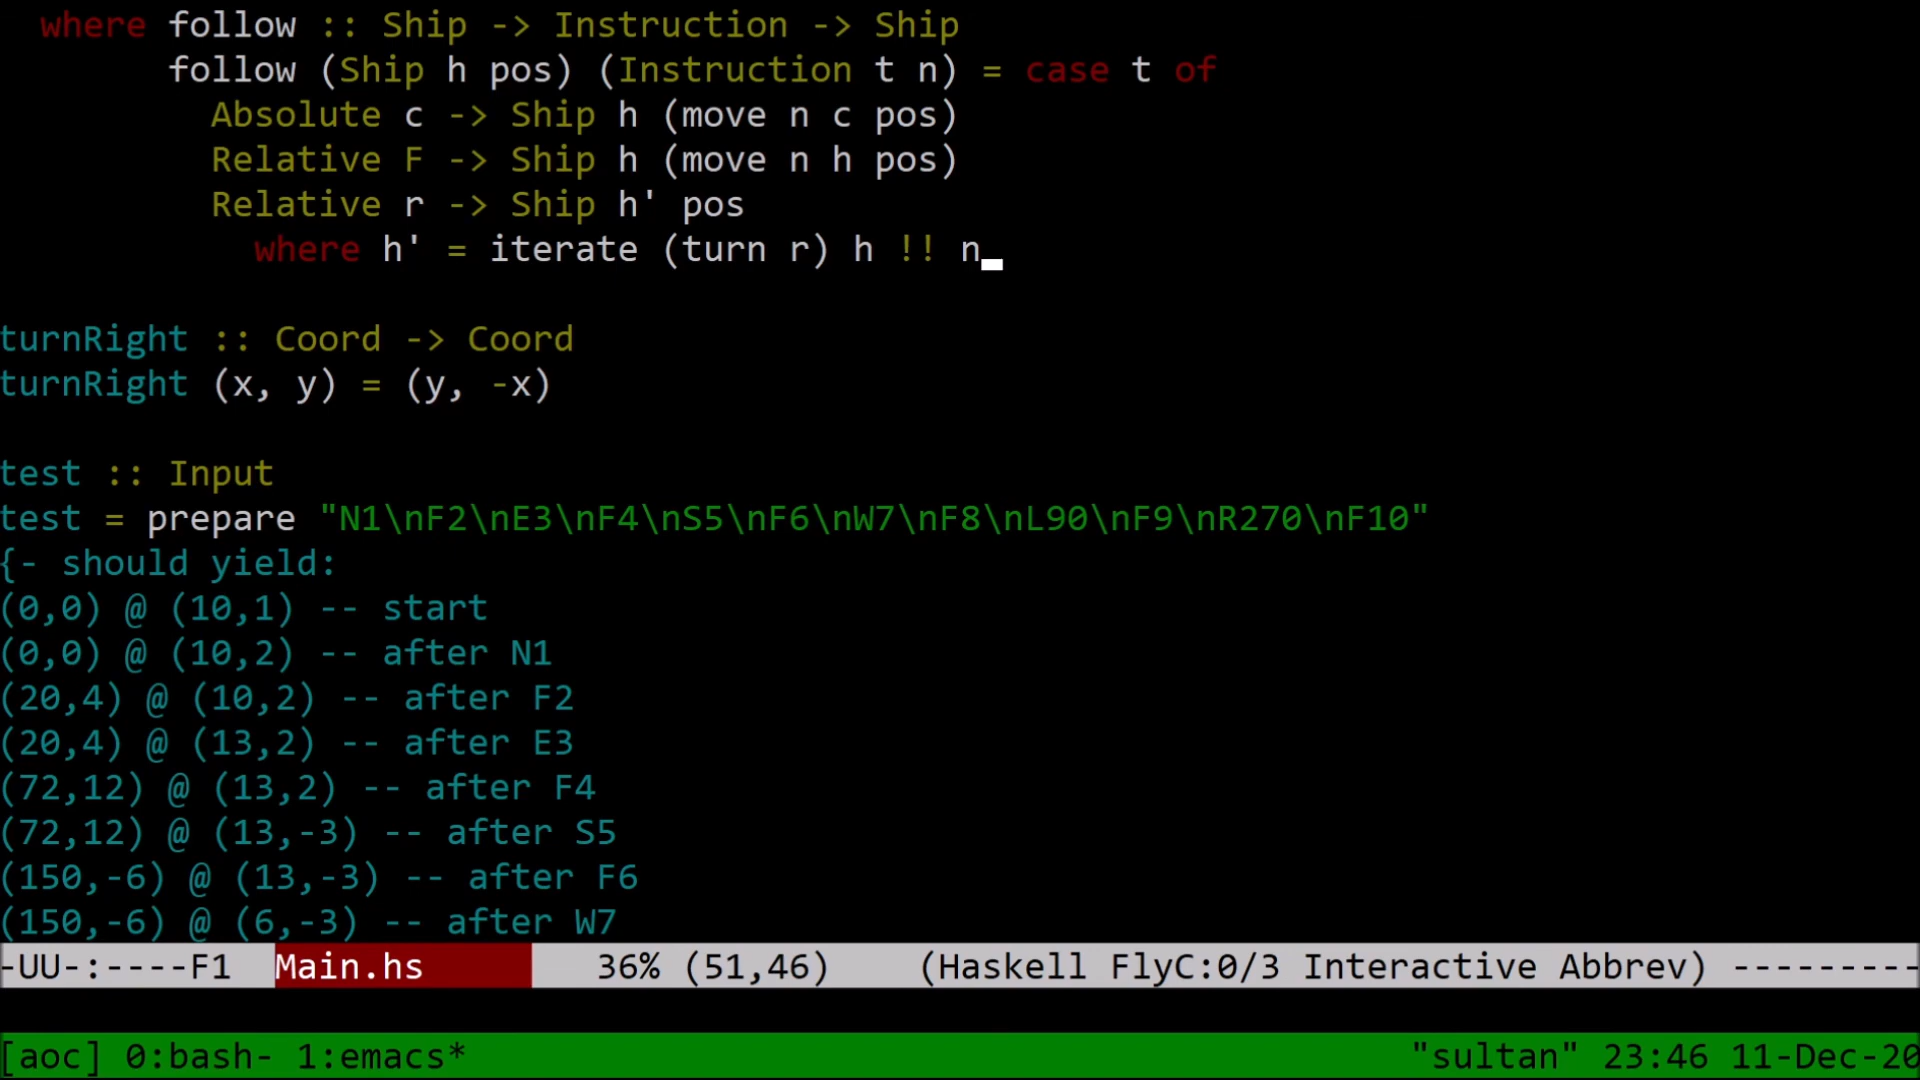 where follow :: Ship -> Instruction -> Ship
follow (Ship h pos) (Instruction t n) = case t of
Absolute c -> Ship h (move n c pos)
Relative F -> Ship h (move n h pos)
Relative r -> Ship h' pos
where h' = iterate (turn r) h !! n
turnRight :: Coord -> Coord
turnRight (x, y) = (y, -x)
test :: Input
test = prepare "N1\nF2\nE3\nF4\nS5\nF6\nW7\nF8\nL90\nF9\nR270\nF10"
{- should yield:
(0,0) @ (10,1) -- start
(0,0) @ (10,2) -- after N1
(20,4) @ (10,2) -- after F2
(20,4) @ (13,2) -- after E3
(72,12) @ (13,2) -- after F4
(72,12) @ (13,-3) -- after S5
(150,-6) @ (13,-3) -- after F6
(150,-6) @ (6,-3) -- after W7
-UU-:----F1 Main.hs 36% (51,46) (Haskell FlyC:0/3 Interactive Abbrev) ---------
[aoc] 0:bash- 1:emacs* "sultan" 23:46 11-Dec-20